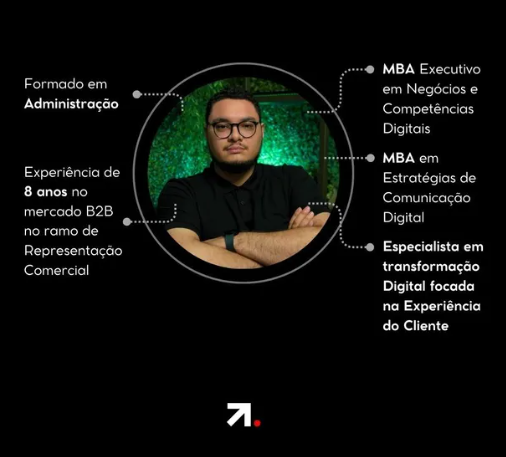 Formado em
Administração
Experiência de
8 anos no
mercado B2B
no ramo de
Representação
Comercial
MBA Executivo
em Negócios e
Competências
Digitais
MBA em
Estratégias de
Comunicação
Digital
Especialista em
transformação
Digital focada
na Experiência
do Cliente